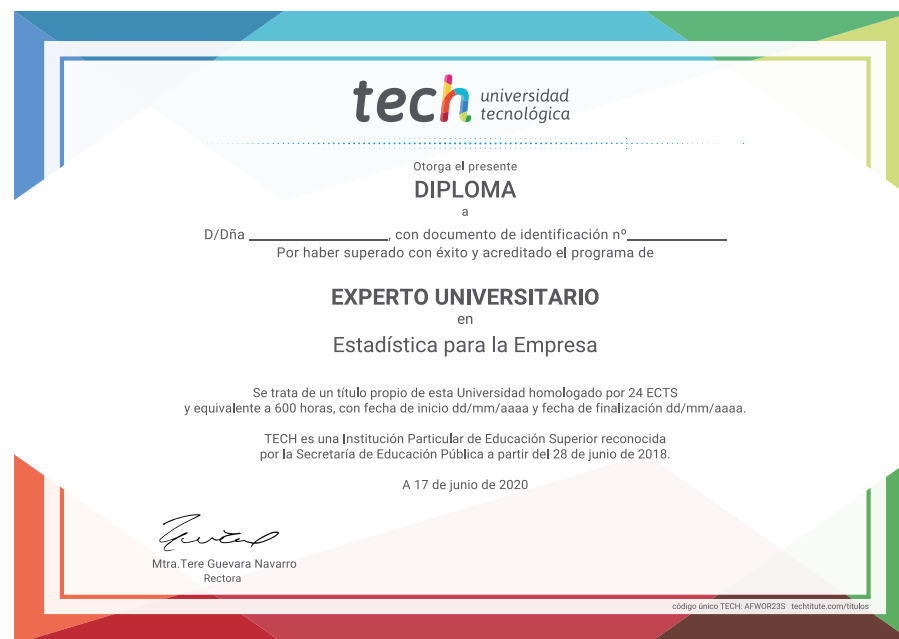 tech universidad
tecnológica
Otorga el presente
DIPLOMA
a
D/Dña ________________, con documento de identificación nº____________
Por haber superado con éxito y acreditado el programa de
EXPERTO UNIVERSITARIO
en
Estadística para la Empresa
Se trata de un título propio de esta Universidad homologado por 24 ECTS
y equivalente a 600 horas, con fecha de inicio dd/mm/aaaa y fecha de finalización dd/mm/aaaa.
TECH es una Institución Particular de Educación Superior reconocida
por la Secretaría de Educación Pública a partir del 28 de junio de 2018.
A 17 de junio de 2020
Mtra.Tere Guevara Navarro
Rectora
código único TECH: AFWOR23S techtitute.com/titulos